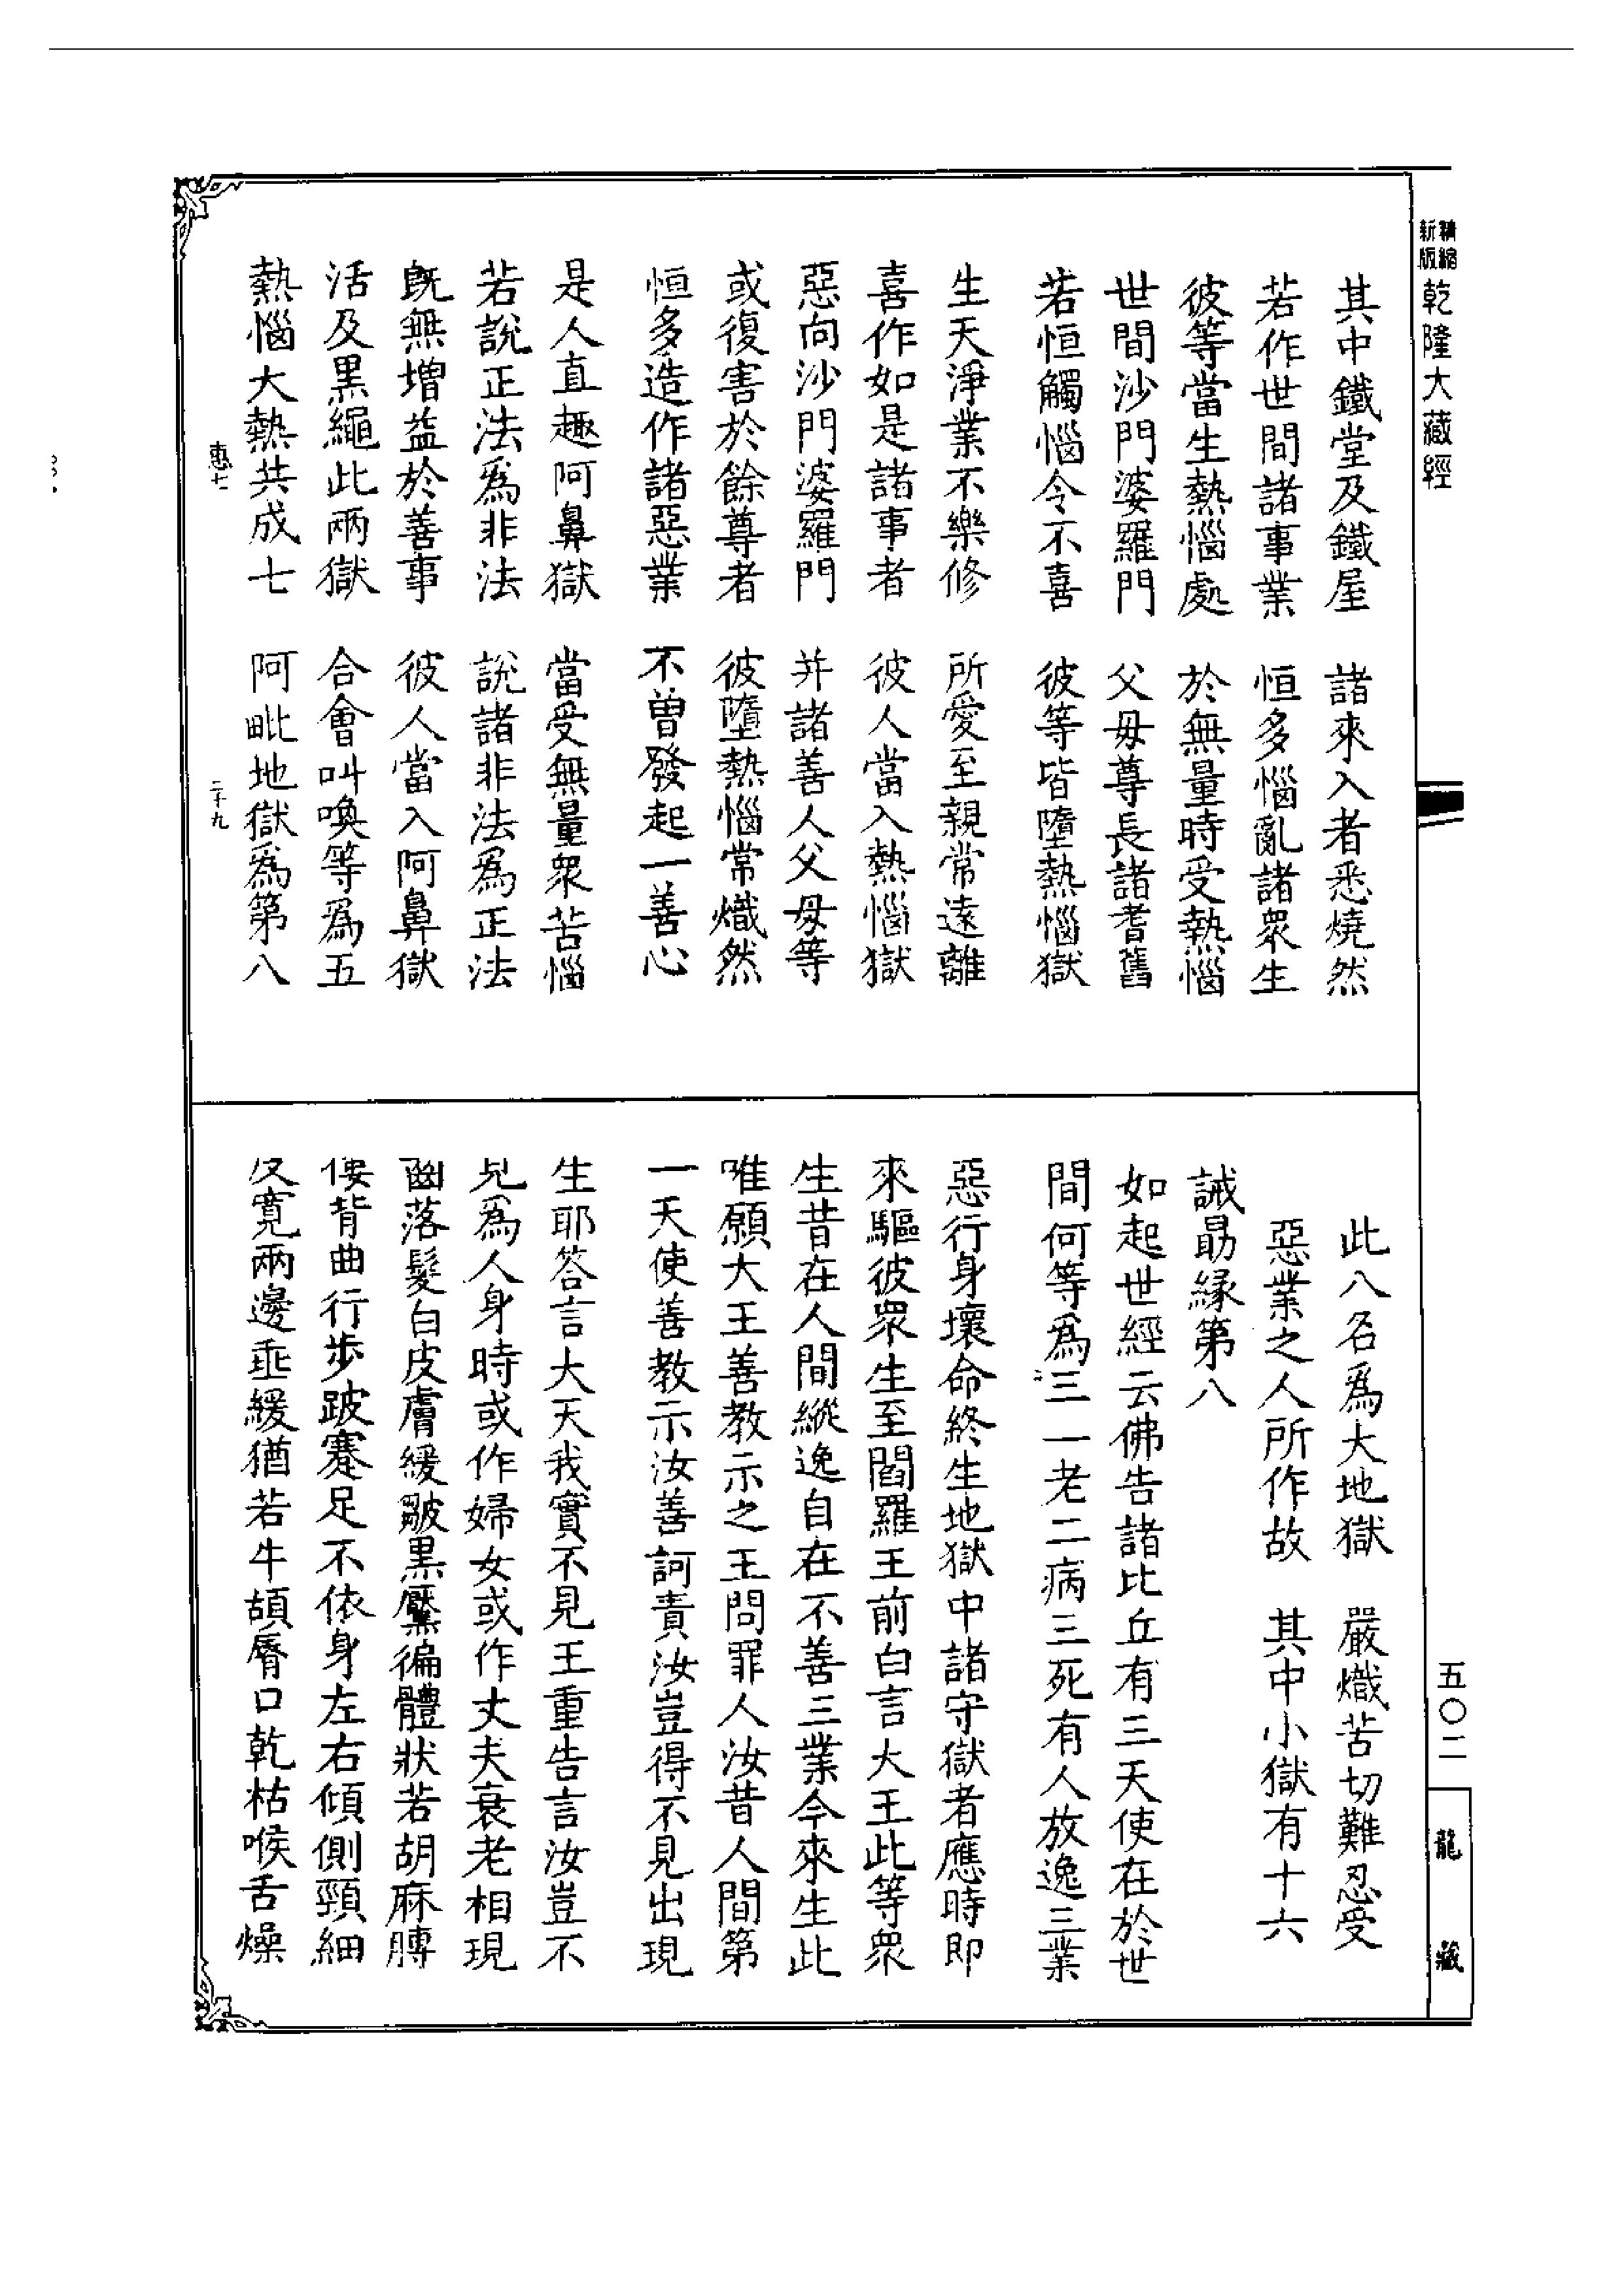 精縮
新版
乾隆大藏經
其中鐵堂及鐵屋　諸來入者悉燒然
若作世間諸事業　恒多惱亂諸衆生
彼等當生熱惱處　於無量時受熱惱
世間沙門婆羅門　父母尊長諸耆舊
若恒觸惱令不喜　彼等皆墮熱惱獄
生天淨業不樂修　所愛至親常遠離
喜作如是諸事者　彼人當入熱惱獄
惡向沙門婆羅門　并諸善人父母等
或復害於餘尊者　彼墮熱惱常熾然
恒多造作諸惡業　不曽發起一善心
是人直趣阿鼻獄　當受無量衆苦惱
若說正法爲非法　說諸非法爲正法
旣無增益於善事　彼人當入阿鼻獄
活及黑繩此兩獄　合會叫喚等爲五
熱惱大熱共成七　阿毗地獄爲第八
惠七
二十九
此八名爲大地獄　嚴熾苦切難忍受
惡業之人所作故　其中小獄有十六
誡勗緣第八
如起世經云佛告諸比丘有三天使在於世
間何等爲三一老二病三死有人放逸三業
惡行身壞命終生地獄中諸守獄者應時即
來驅彼衆生至閻羅王前白言大王此等衆
生昔在人間縱逸自在不善三業今來生此
唯願大王善教示之王問罪人汝昔人間第
一天使善教示汝善訶責汝豈得不見出現
生耶答言大天我實不見王重告言汝豈不
見爲人身時或作婦女或作丈夫衰老相現
齒落髮白皮膚緩皺黑黶徧體狀若胡麻膊
傴背曲行步跛蹇足不依身左右傾側頸細
皮寬兩邊垂緩猶若牛頷脣口乾枯喉舌燥
五〇二
龍藏